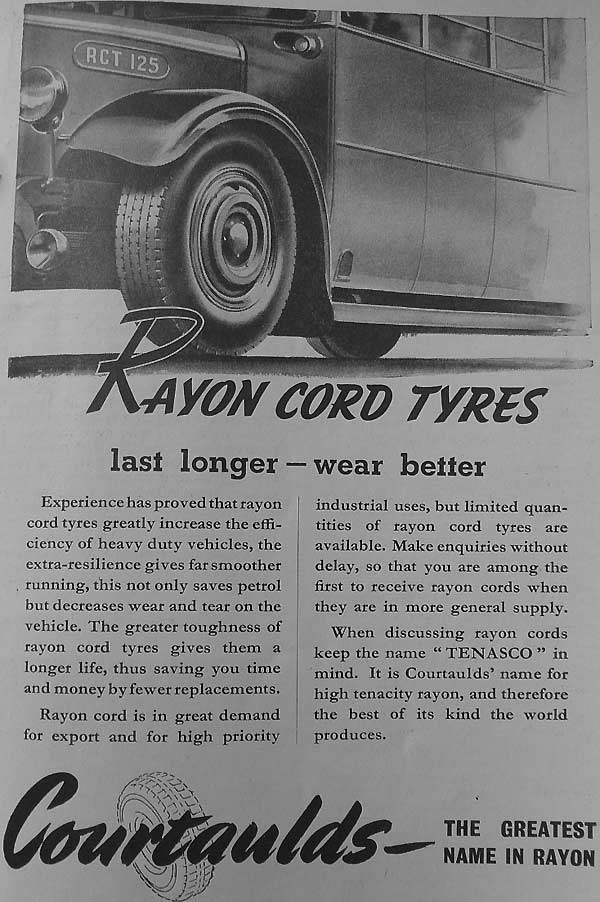 RCT 125
RAYON CORD TYRES
last longer – wear better
Experience has proved that rayon
cord tyres greatly increase the effi-
ciency of heavy duty vehicles, the
extra-resilience gives far smoother
running, this not only saves petrol
but decreases wear and tear on the
vehicle. The greater toughness of
rayon cord tyres gives them a
longer life, thus saving you time
and money by fewer replacements.
Rayon cord is in great demand
for export and for high priority
industrial uses, but limited quan-
tities of rayon cord tyres are
available. Make enquiries without
delay, so that you are among the
first to receive rayon cords when
they are in more general supply.
When discussing rayon cords
keep the name “ TENASCO ” in
mind. It is Courtaulds’ name for
high tenacity rayon, and therefore
the best of its kind the world
produces.
Courtaulds–
THE GREATEST
NAME IN RAYON